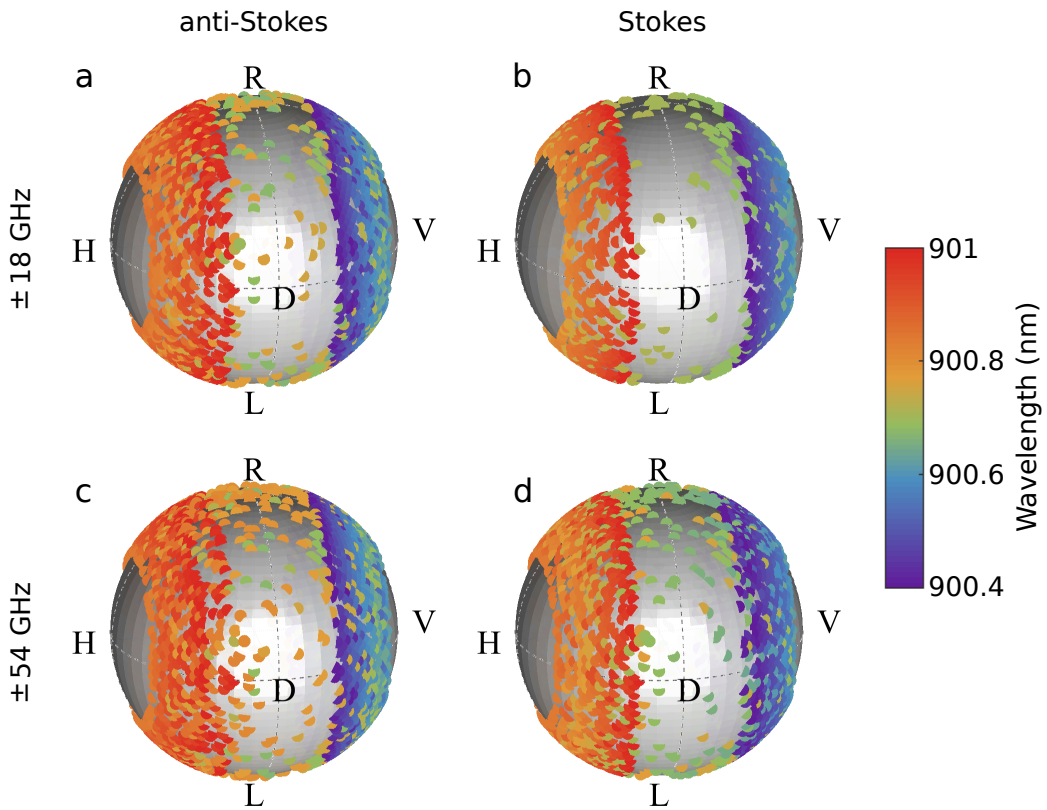 anti-Stokes
Stokes
a
b
R
R
± 18 GHz
H
V
H
V
D
D
L
L
901
900.8
900.6
900.4
Wavelength (nm)
c
d
R
R
± 54 GHz
H
V
H
V
D
D
L
L